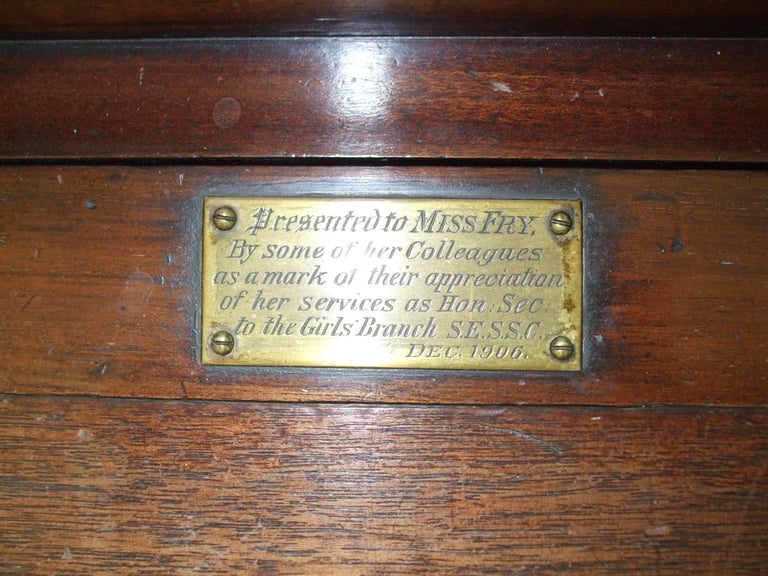 Presented to MISS FRY,
By some of her Colleagues
as a mark of their appreciation
of her services as Hon. Sec:
to the Girls' Branch S.E.S.S.C.
DEC. 1906.